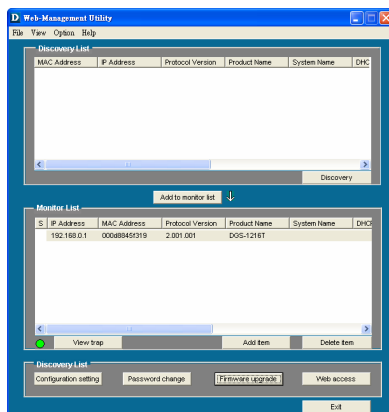 D Web-Management Utility
File View Option Help
Discovery List
MAC Address IP Address Protocol Version Product Name System Name DHC
Discovery
Add to monitor list
Monitor List
S IP Address MAC Address Protocol Version Product Name System Name DHC
192.168.0.1 000d8845f319 2.001.001 DGS-1216T
View trap Add item Delete item
Discovery List
Configuration setting Password change Firmware upgrade Web access
Exit